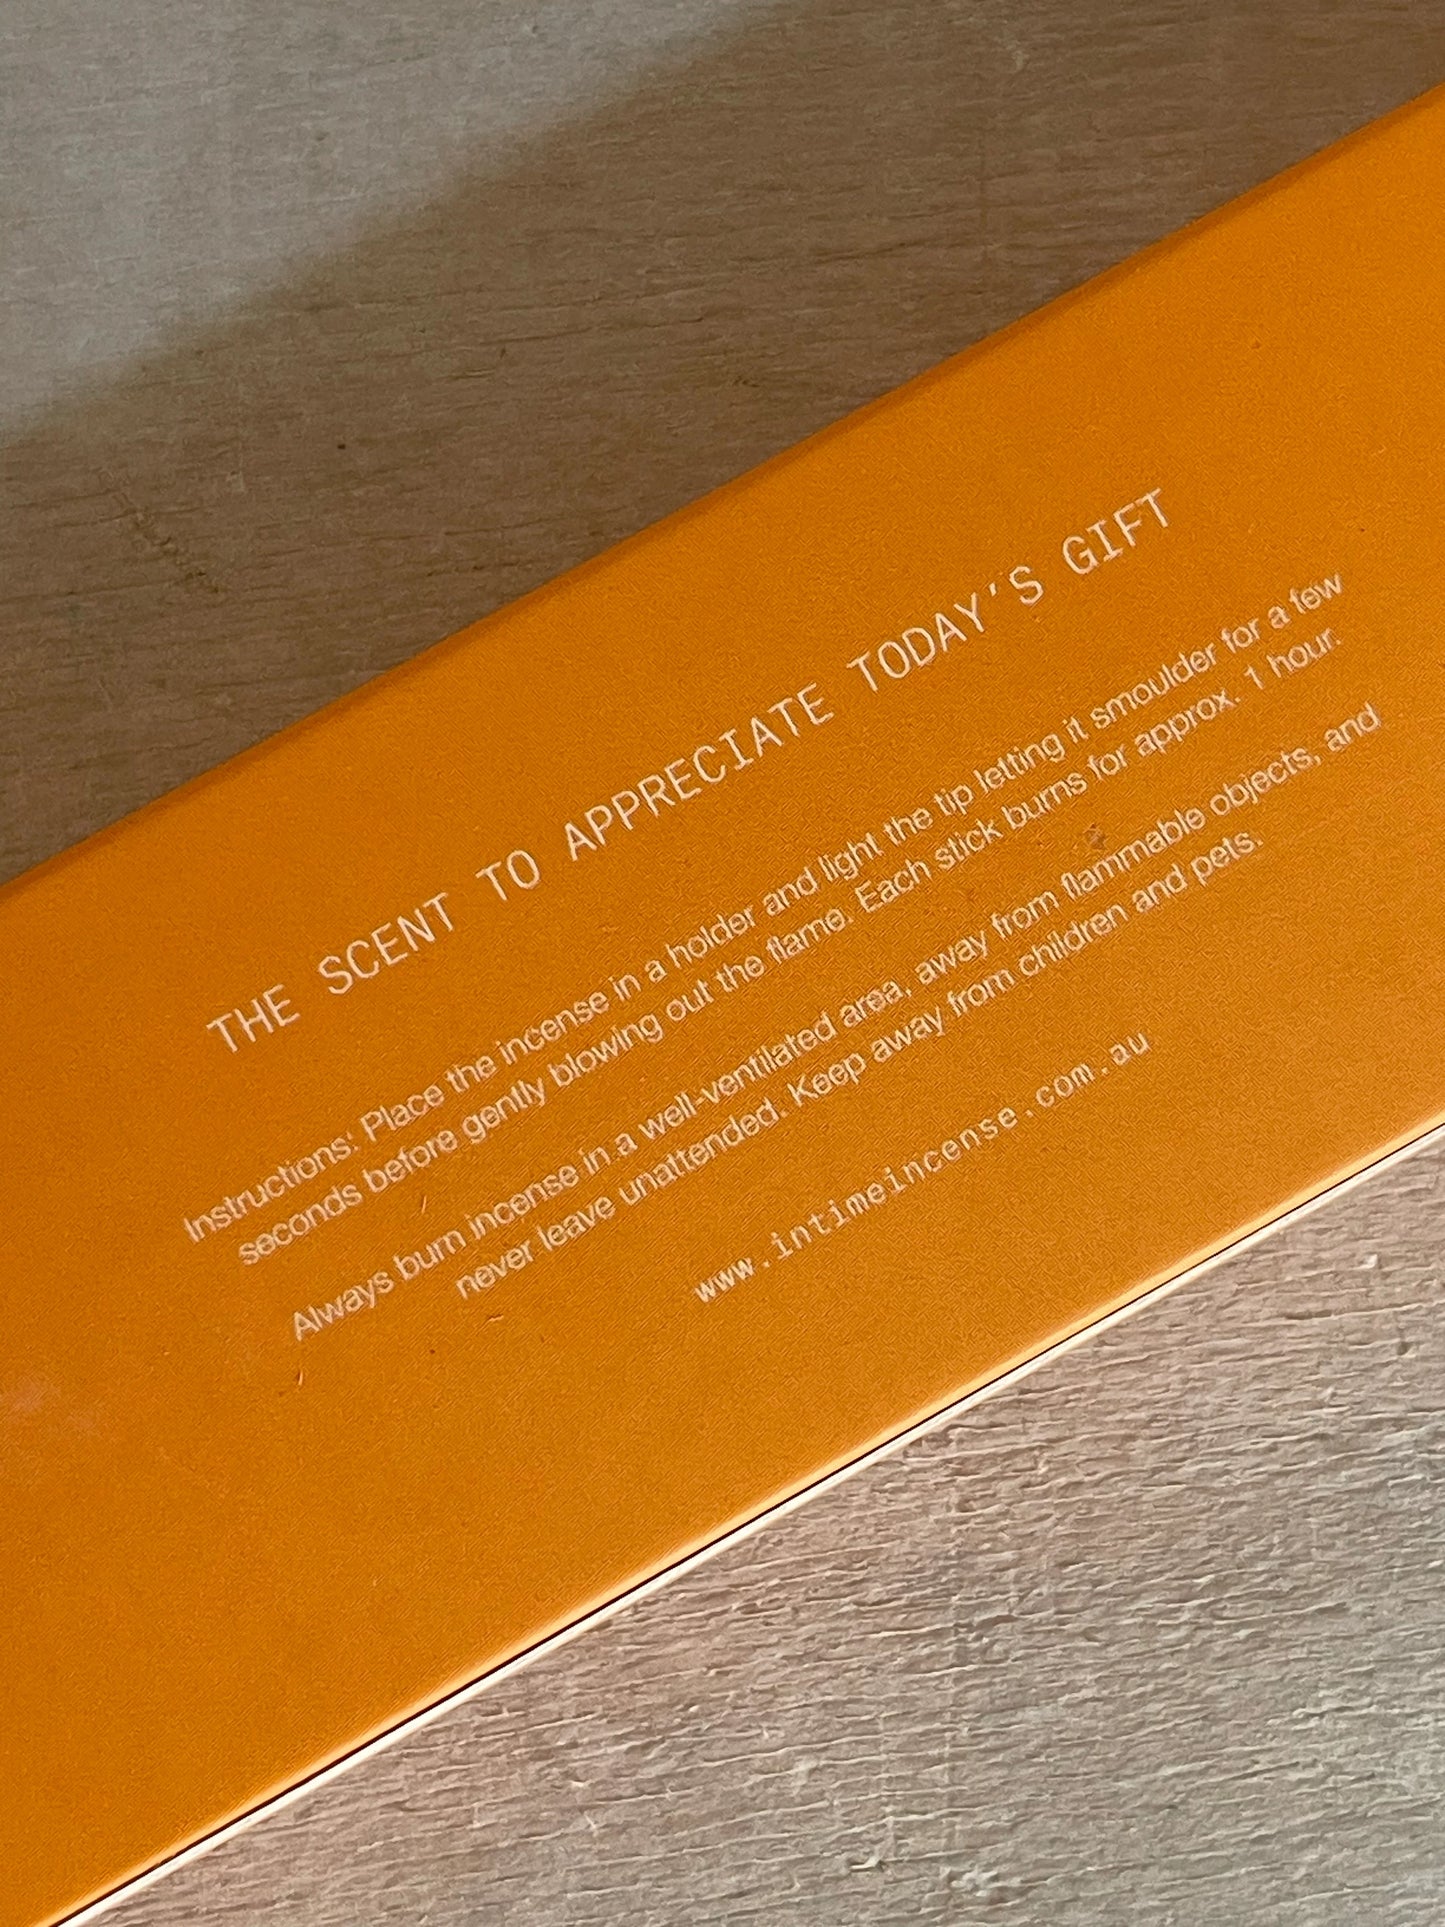 THE SCENT TO APPRECIATE TODAY'S GIFT
Instructions: Place the incense in a holder and light the tip letting it smoulder for a few
seconds before gently blowing out the flame. Each stick burns for approx. 1 hour.
Always burn incense in a well-ventilated area, away from flammable objects, and
never leave unattended. Keep away from children and pets.
www.intimeincense.com.au